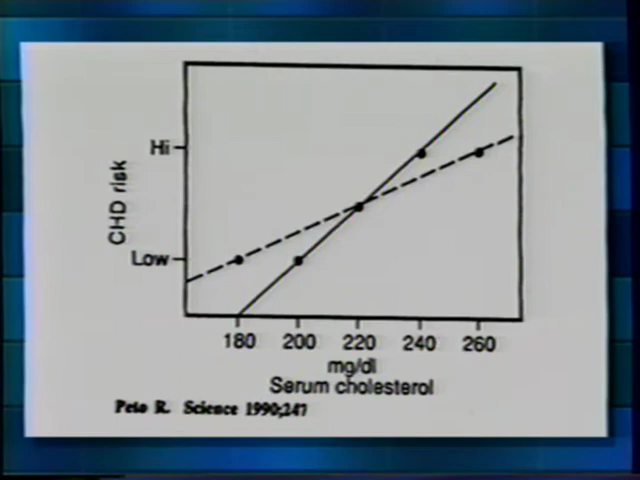 Hi
CHD risk
Low
180 200 220 240 260
mg/dl
Serum cholesterol
Peto R. Science 1990;247